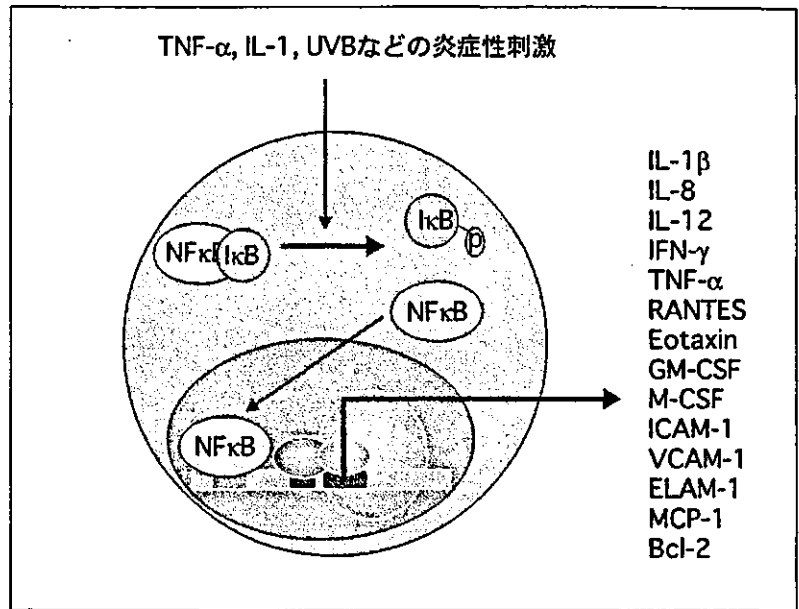 TNF-α, IL-1, UVBなどの炎症性刺激
NFκB
IκB
IκB
p
NFκB
NFκB
IL-1β
IL-8
IL-12
IFN-γ
TNF-α
RANTES
Eotaxin
GM-CSF
M-CSF
ICAM-1
VCAM-1
ELAM-1
MCP-1
Bcl-2